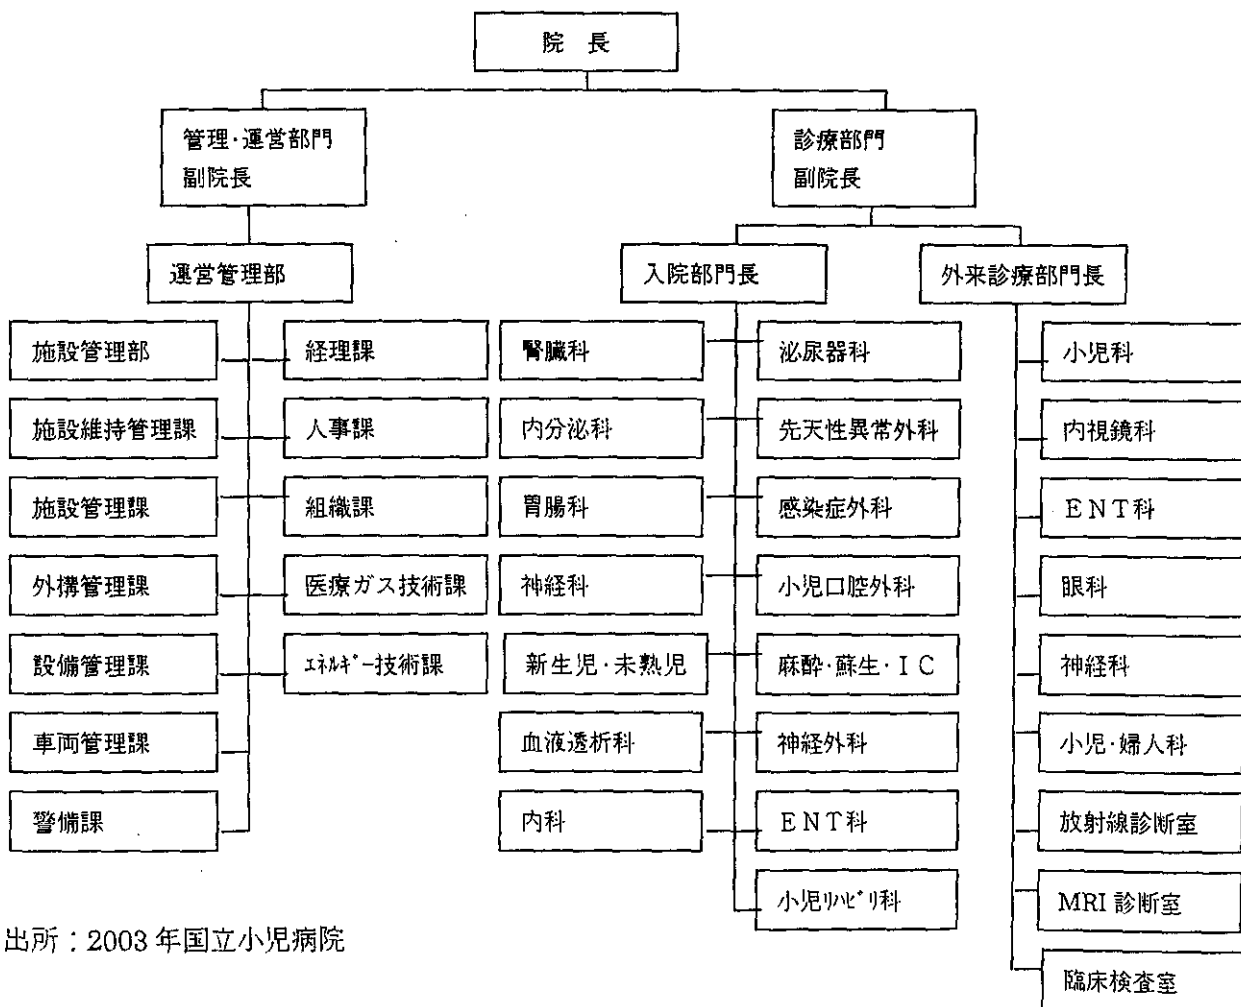 院 長
管理・運営部門
副院長
診療部門
副院長
運営管理部
入院部門長
外来診療部門長
施設管理部
経理課
腎臓科
泌尿器科
小児科
施設維持管理課
人事課
内分泌科
先天性異常外科
内視鏡科
施設管理課
組織課
胃腸科
感染症外科
ENT科
外構管理課
医療ガス技術課
神経科
小児口腔外科
眼科
設備管理課
エネルギー技術課
新生児・未熟児
麻酔・蘇生・IC
神経科
車両管理課
血液透析科
神経外科
小児・婦人科
警備課
内科
ENT科
放射線診断室
小児リハビリ科
MRI 診断室
臨床検査室
出所:2003年国立小児病院